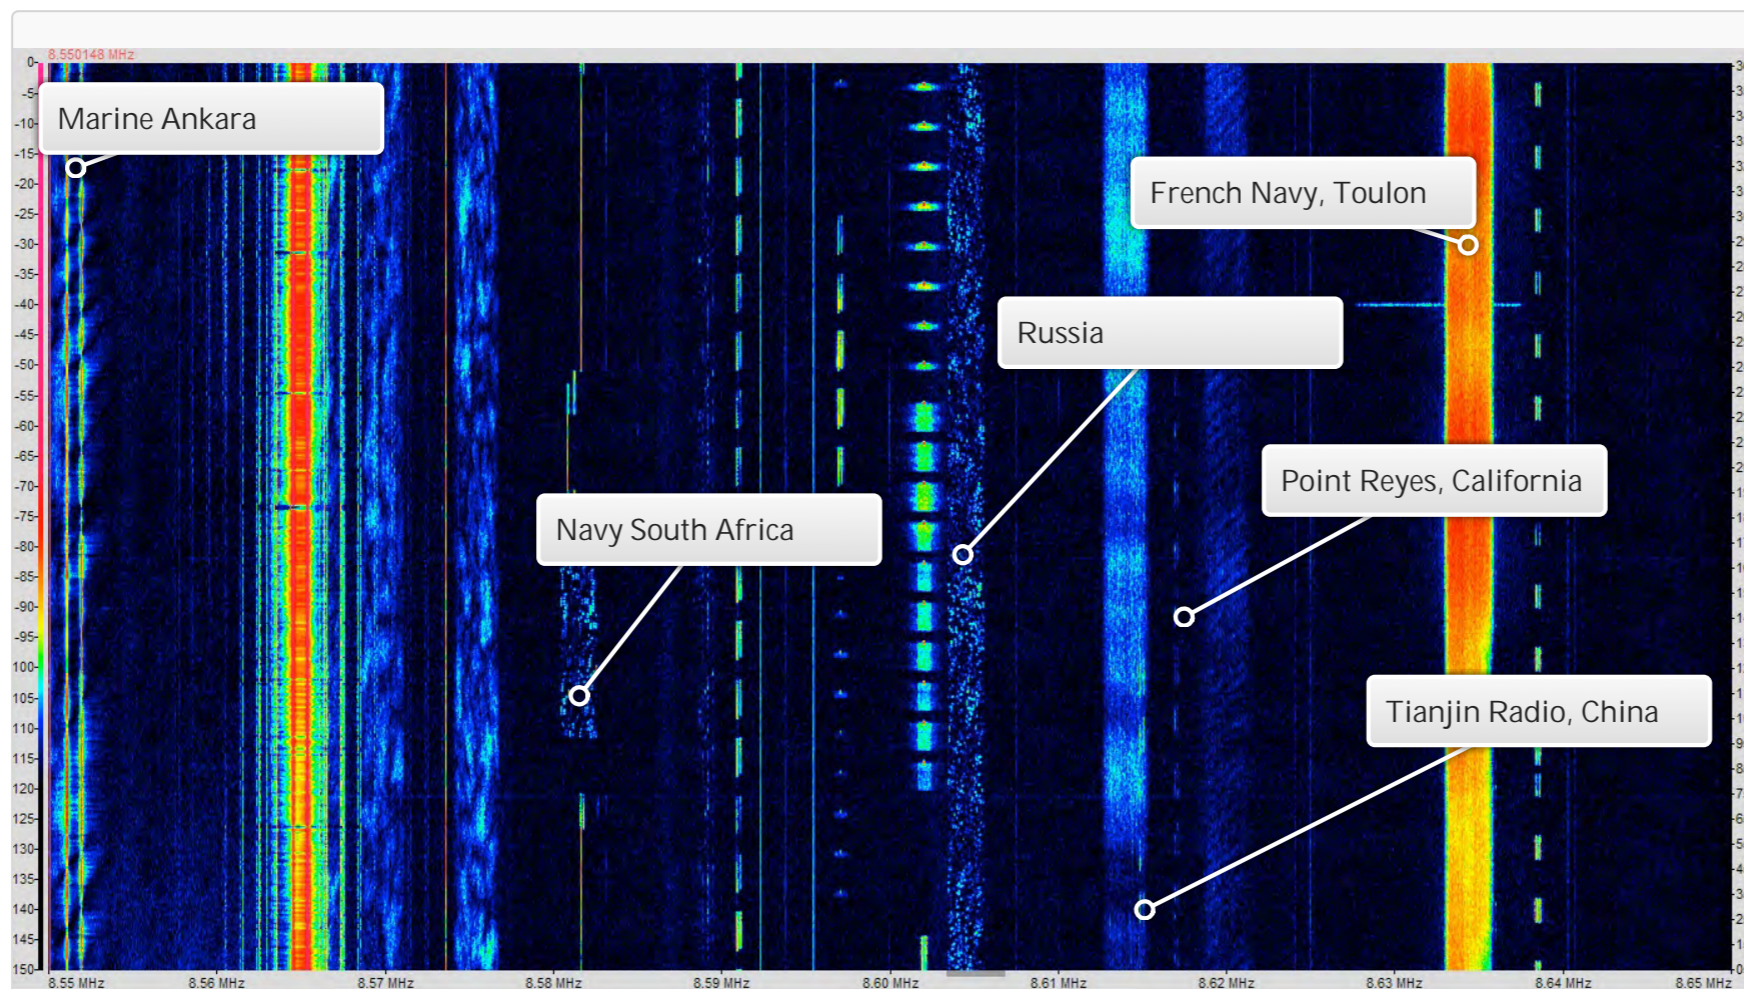 8.550148 MHz
0
-5
-10
-15
-20
-25
-30
-35
-40
-45
-50
-55
-60
-65
-70
-75
-80
-85
-90
-95
100
105
110
115
120
125
130
135
140
145
150
Marine Ankara
French Navy, Toulon
Russia
Point Reyes, California
Navy South Africa
Tianjin Radio, China
8.55 MHz
8.56 MHz
8.57 MHz
8.58 MHz
8.59 MHz
8.60 MHz
8.61 MHz
8.62 MHz
8.63 MHz
8.64 MHz
8.65 MHz